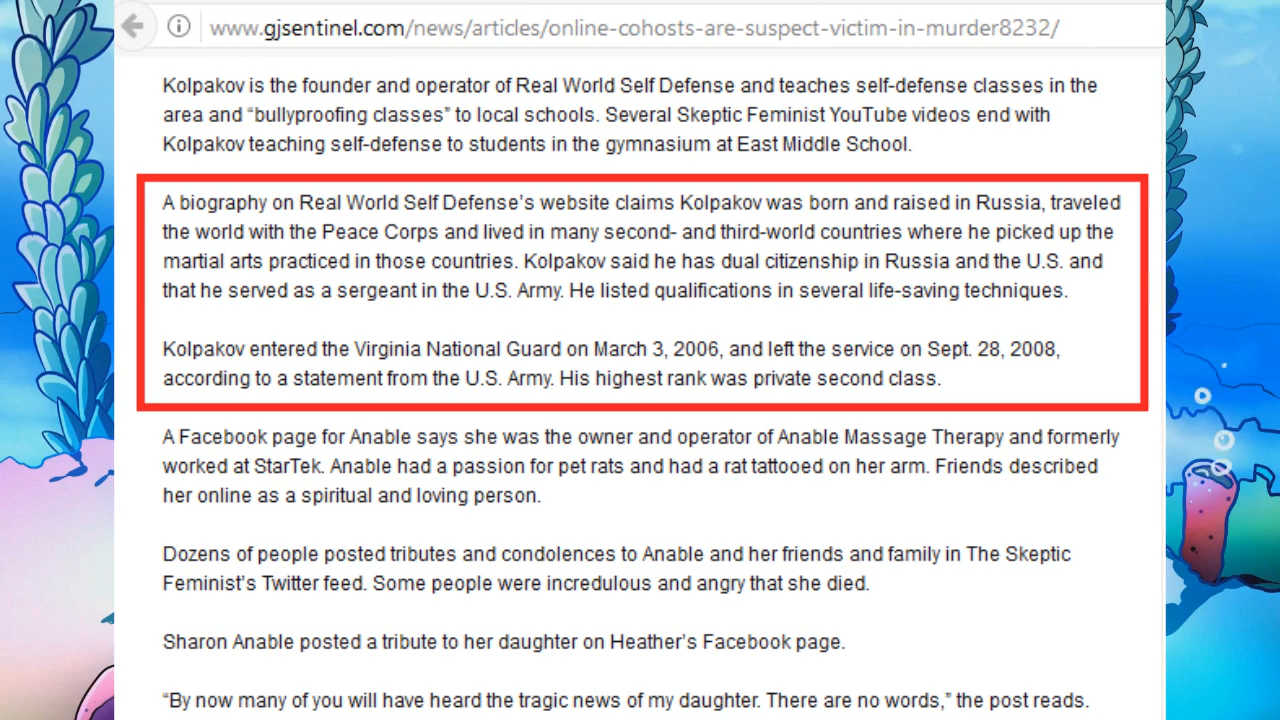 www.gjsentinel.com/news/articles/online-cohosts-are-suspect-victim-in-murder8232/
Kolpakov is the founder and operator of Real World Self Defense and teaches self-defense classes in the
area and “bullyproofing classes” to local schools. Several Skeptic Feminist YouTube videos end with
Kolpakov teaching self-defense to students in the gymnasium at East Middle School.
A biography on Real World Self Defense’s website claims Kolpakov was born and raised in Russia, traveled
the world with the Peace Corps and lived in many second- and third-world countries where he picked up the
martial arts practiced in those countries. Kolpakov said he has dual citizenship in Russia and the U.S. and
that he served as a sergeant in the U.S. Army. He listed qualifications in several life-saving techniques.
Kolpakov entered the Virginia National Guard on March 3, 2006, and left the service on Sept. 28, 2008,
according to a statement from the U.S. Army. His highest rank was private second class.
A Facebook page for Anable says she was the owner and operator of Anable Massage Therapy and formerly
worked at StarTek. Anable had a passion for pet rats and had a rat tattooed on her arm. Friends described
her online as a spiritual and loving person.
Dozens of people posted tributes and condolences to Anable and her friends and family in The Skeptic
Feminist’s Twitter feed. Some people were incredulous and angry that she died.
Sharon Anable posted a tribute to her daughter on Heather’s Facebook page.
“By now many of you will have heard the tragic news of my daughter. There are no words,” the post reads.